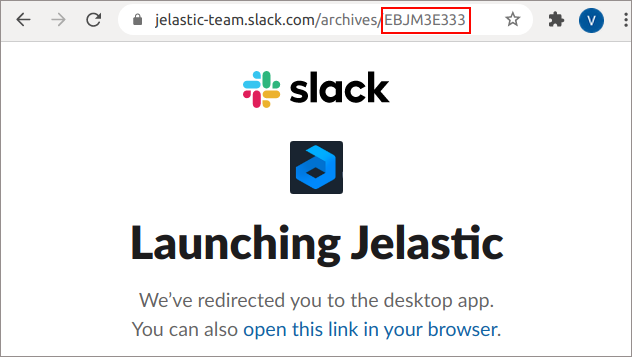 jelastic-team.slack.com/archives/EBJM3E333
V
slack
Launching Jelastic
We’ve redirected you to the desktop app.
You can also open this link in your browser.